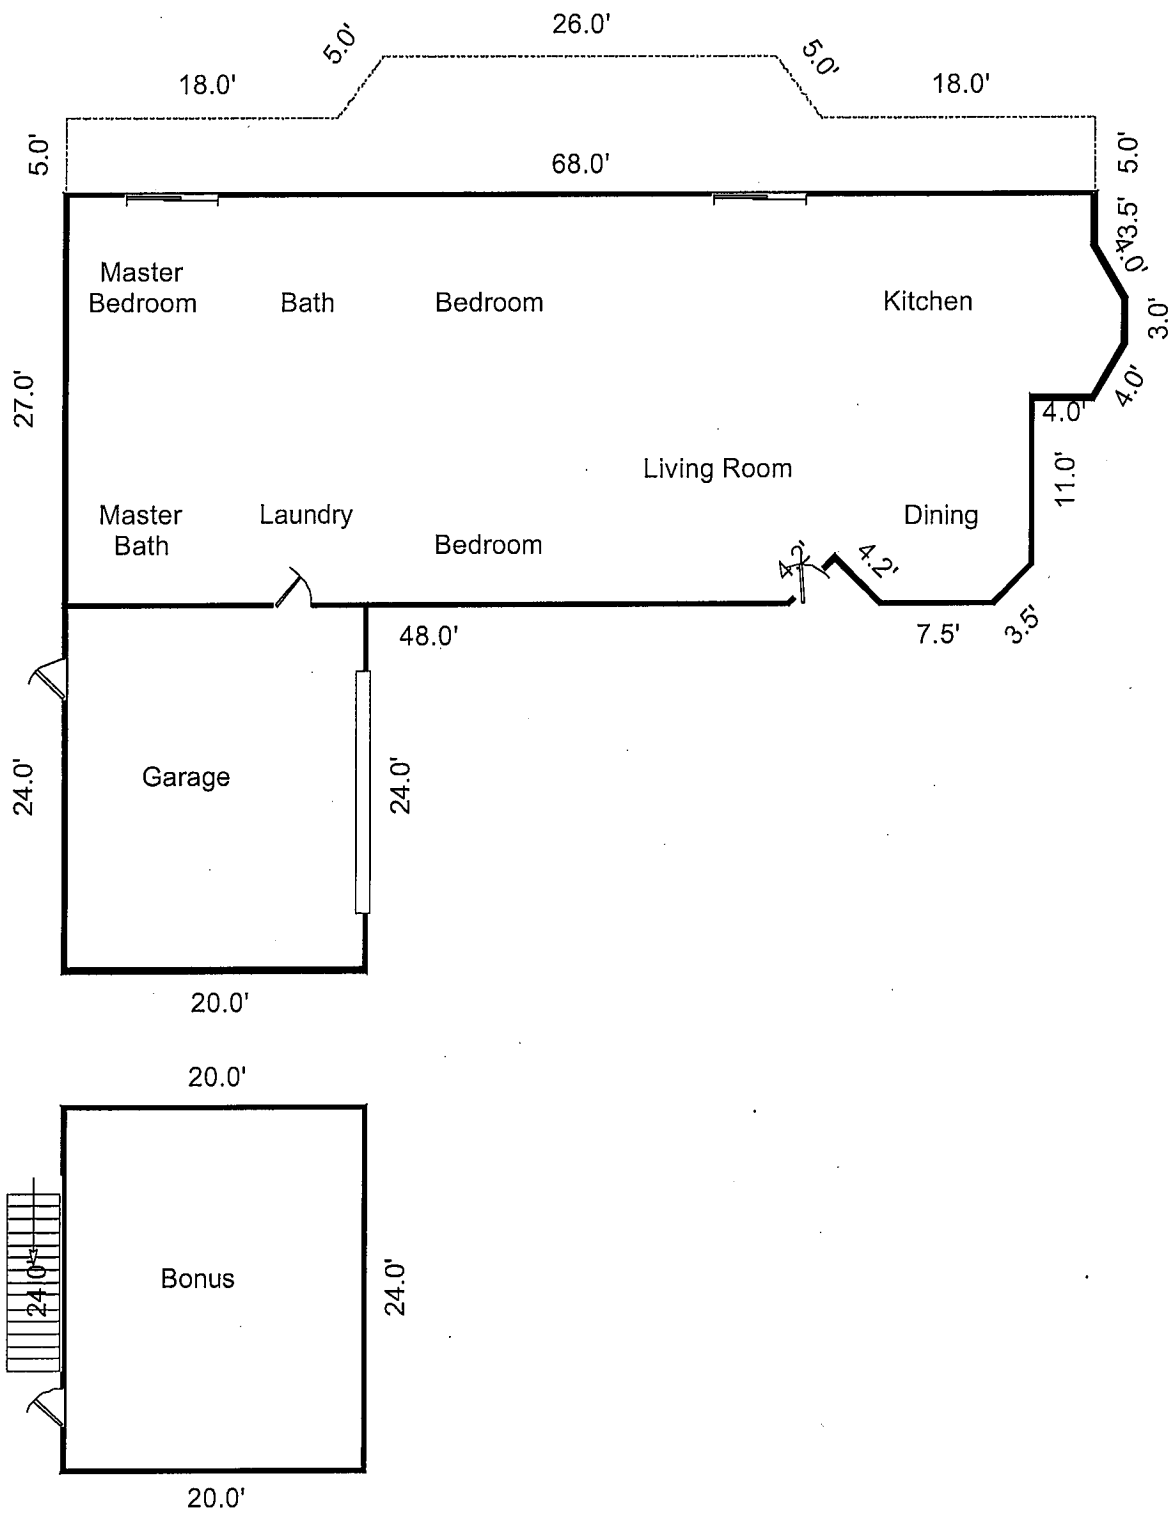 26.0'
5.0'
5.0'
18.0'
18.0'
5.0'
5.0'
68.0'
3.5'
4.0'
Master
Bedroom
Bath
Bedroom
Kitchen
3.0'
4.0'
27.0'
4.0'
Living Room
11.0'
Master
Bath
Laundry
Bedroom
Dining
4.2'
4.2'
48.0'
7.5'
3.5'
Garage
24.0'
24.0'
20.0'
20.0'
Bonus
24.0'
24.0'
20.0'